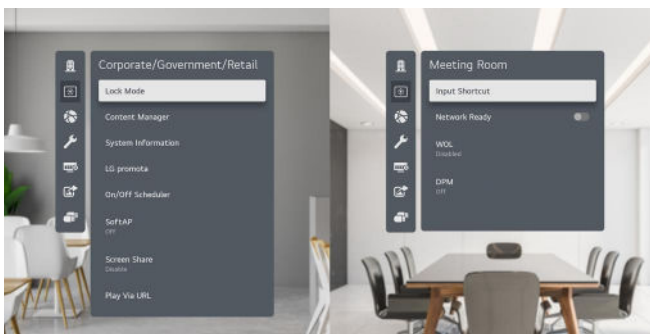 Corporate/Government/Retail
Lock Mode
Content Manager
System Information
LG promota
On/Off Scheduler
SoftAP
OFF
Screen Share
Disable
Play Via URL
Meeting Room
Input Shortcut
Network Ready
WOL
Disabled
DPM
Off